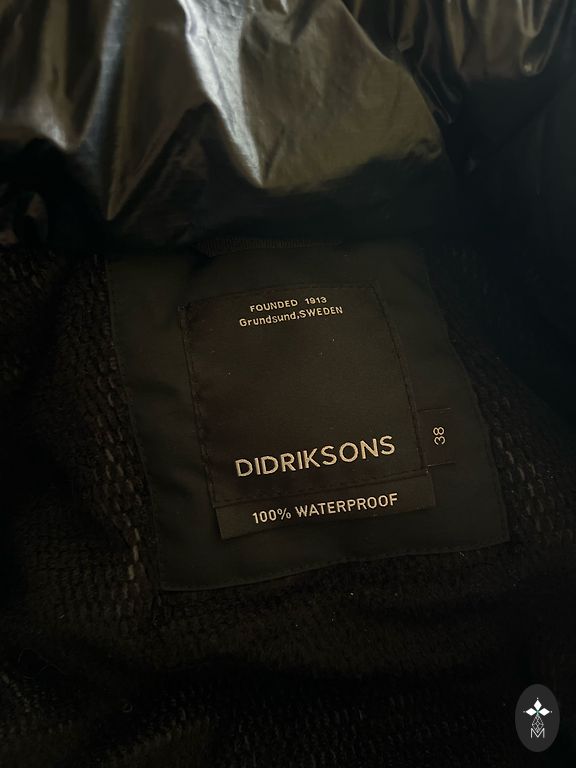 FOUNDED 1913
Grundsund,SWEDEN
DIDRIKSONS
38
100% WATERPROOF